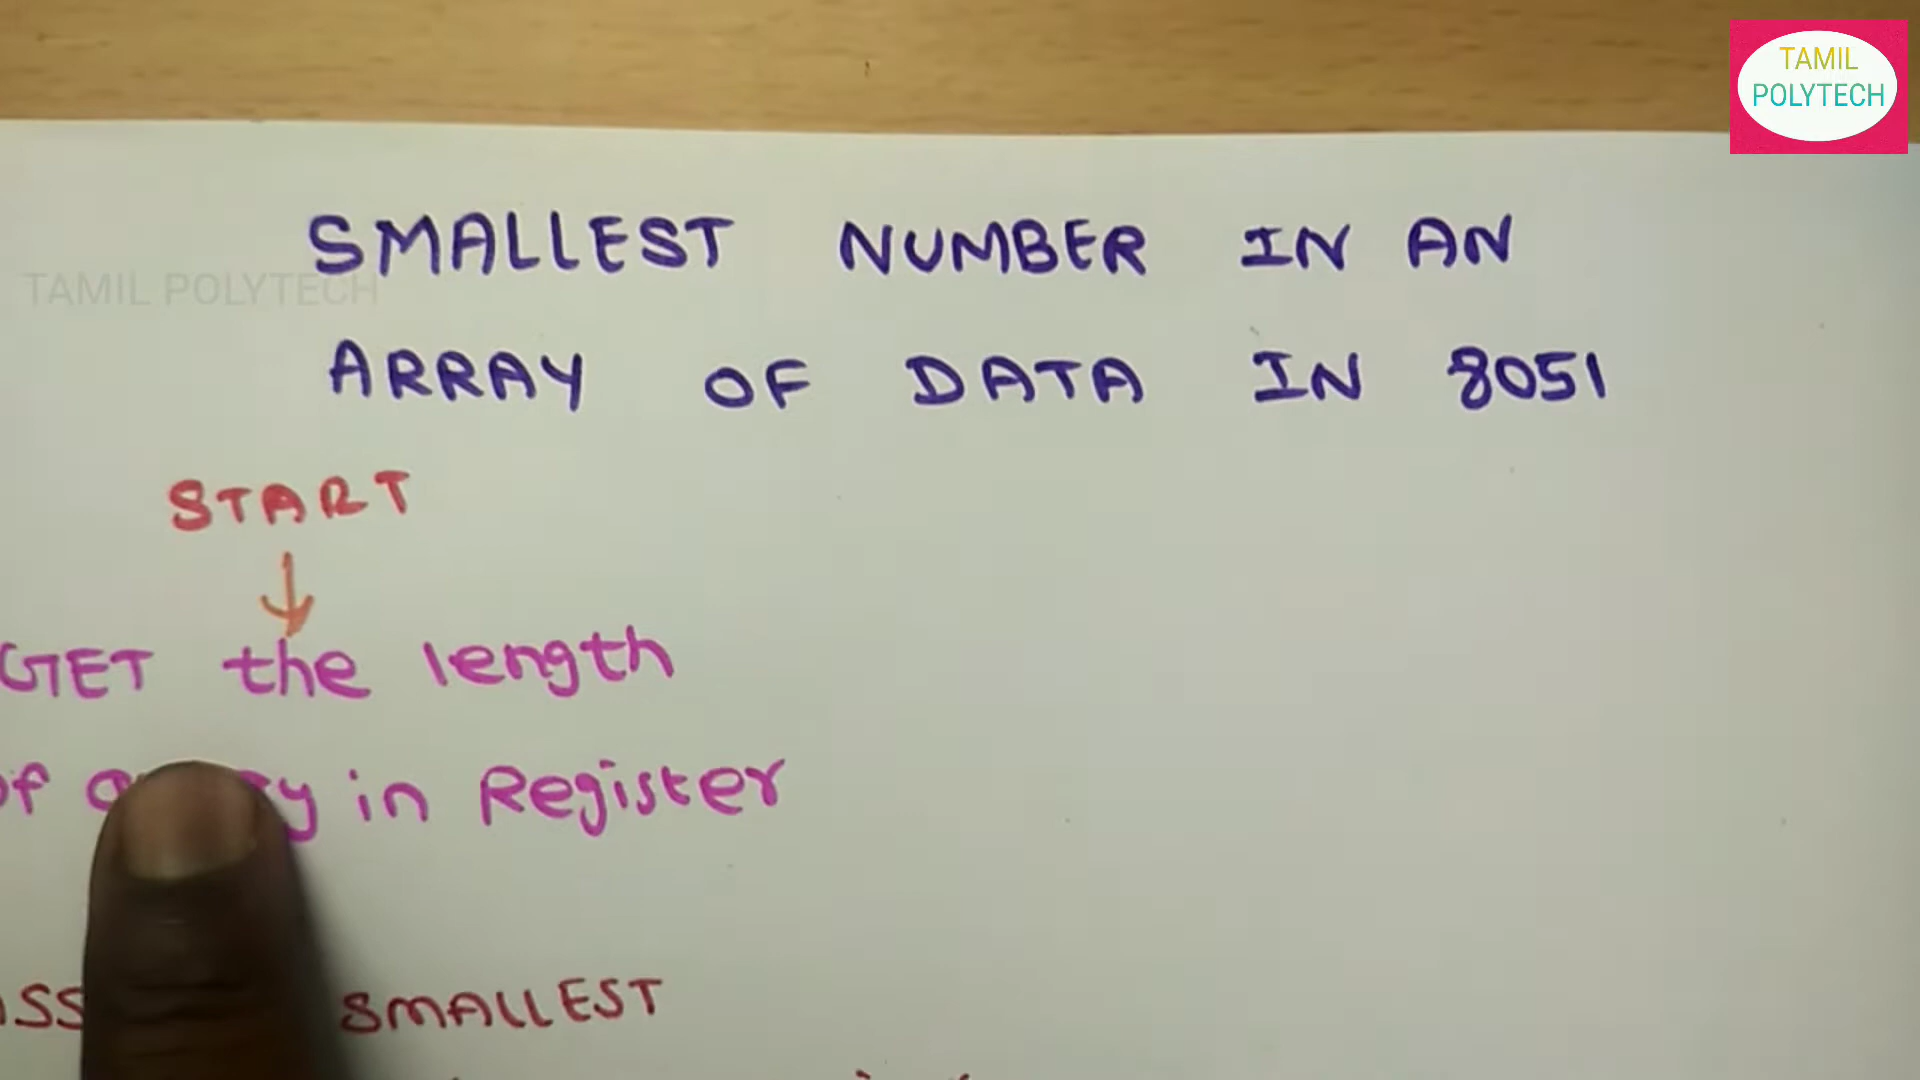 TAMIL
POLYTECH
SMALLEST NUMBER IN AN
TAMIL POLYTECH
ARRAY OF DATA IN 8051
START
GET the length
of in Register
SMALLEST